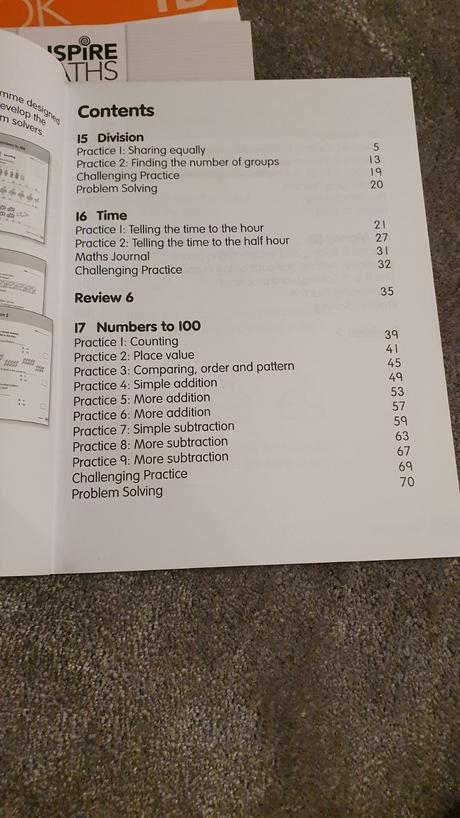 NSPIRE
ATHS
mme designed
evelop the
m solvers.
Contents
15 Division
Practice 1: Sharing equally 5
Practice 2: Finding the number of groups 13
Challenging Practice 19
Problem Solving 20
16 Time
Practice 1: Telling the time to the hour 21
Practice 2: Telling the time to the half hour 27
Maths Journal 31
Challenging Practice 32
Review 6 35
17 Numbers to 100
Practice 1: Counting 39
Practice 2: Place value 41
Practice 3: Comparing, order and pattern 45
Practice 4: Simple addition 49
Practice 5: More addition 53
Practice 6: More addition 57
Practice 7: Simple subtraction 59
Practice 8: More subtraction 63
Practice 9: More subtraction 67
Challenging Practice 69
Problem Solving 70